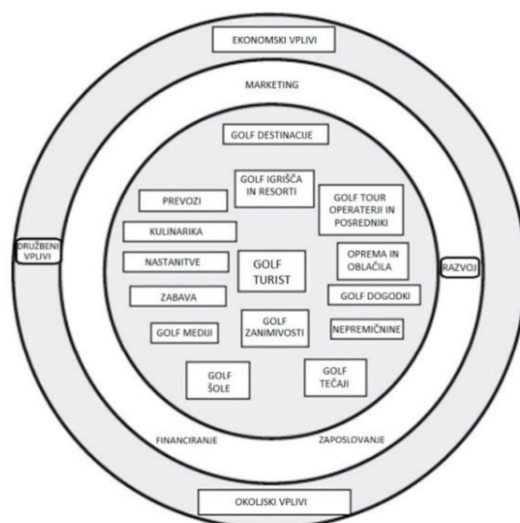 EKONOMSKI VPLIVI
MARKETING
GOLF DESTINACIJE
GOLF IGRIŠČA
IN RESORTI
PREVOZI
GOLF TOUR
OPERATERJI IN
POSREDNIKI
KULINARIKA
DRUŽBENI
VPLIVI
NASTANITVE
GOLF
TURIST
OPREMA IN
OBLAČILA
RAZVOJ
ZABAVA
GOLF DOGODKI
GOLF MEDIJI
GOLF
ZANIMIVOSTI
NEPREMIČNINE
GOLF
ŠOLE
GOLF
TEČAJI
FINANCIRANJE
ZAPOSLOVANJE
OKOLJSKI VPLIVI